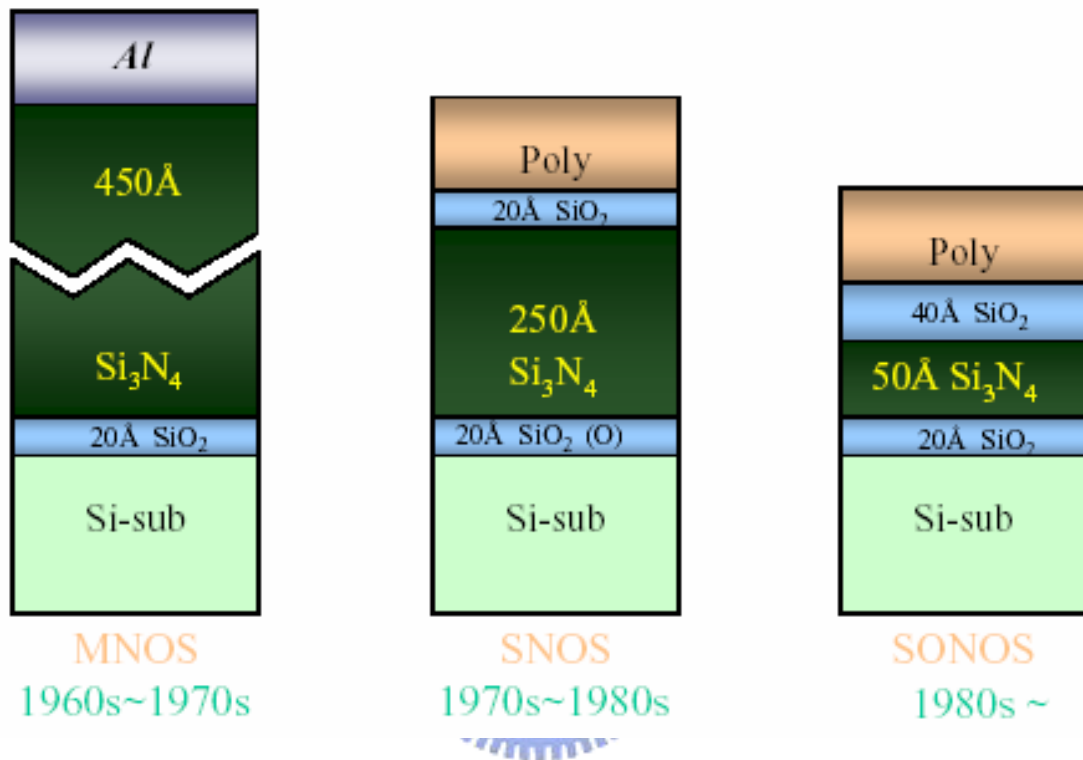 Al
450Å
Si₃N₄
20Å SiO₂
Si-sub
MNOS
1960s~1970s
Poly
20Å SiO₂
250Å
Si₃N₄
20Å SiO₂ (O)
Si-sub
SNOS
1970s~1980s
Poly
40Å SiO₂
50Å Si₃N₄
20Å SiO₂
Si-sub
SONOS
1980s ~